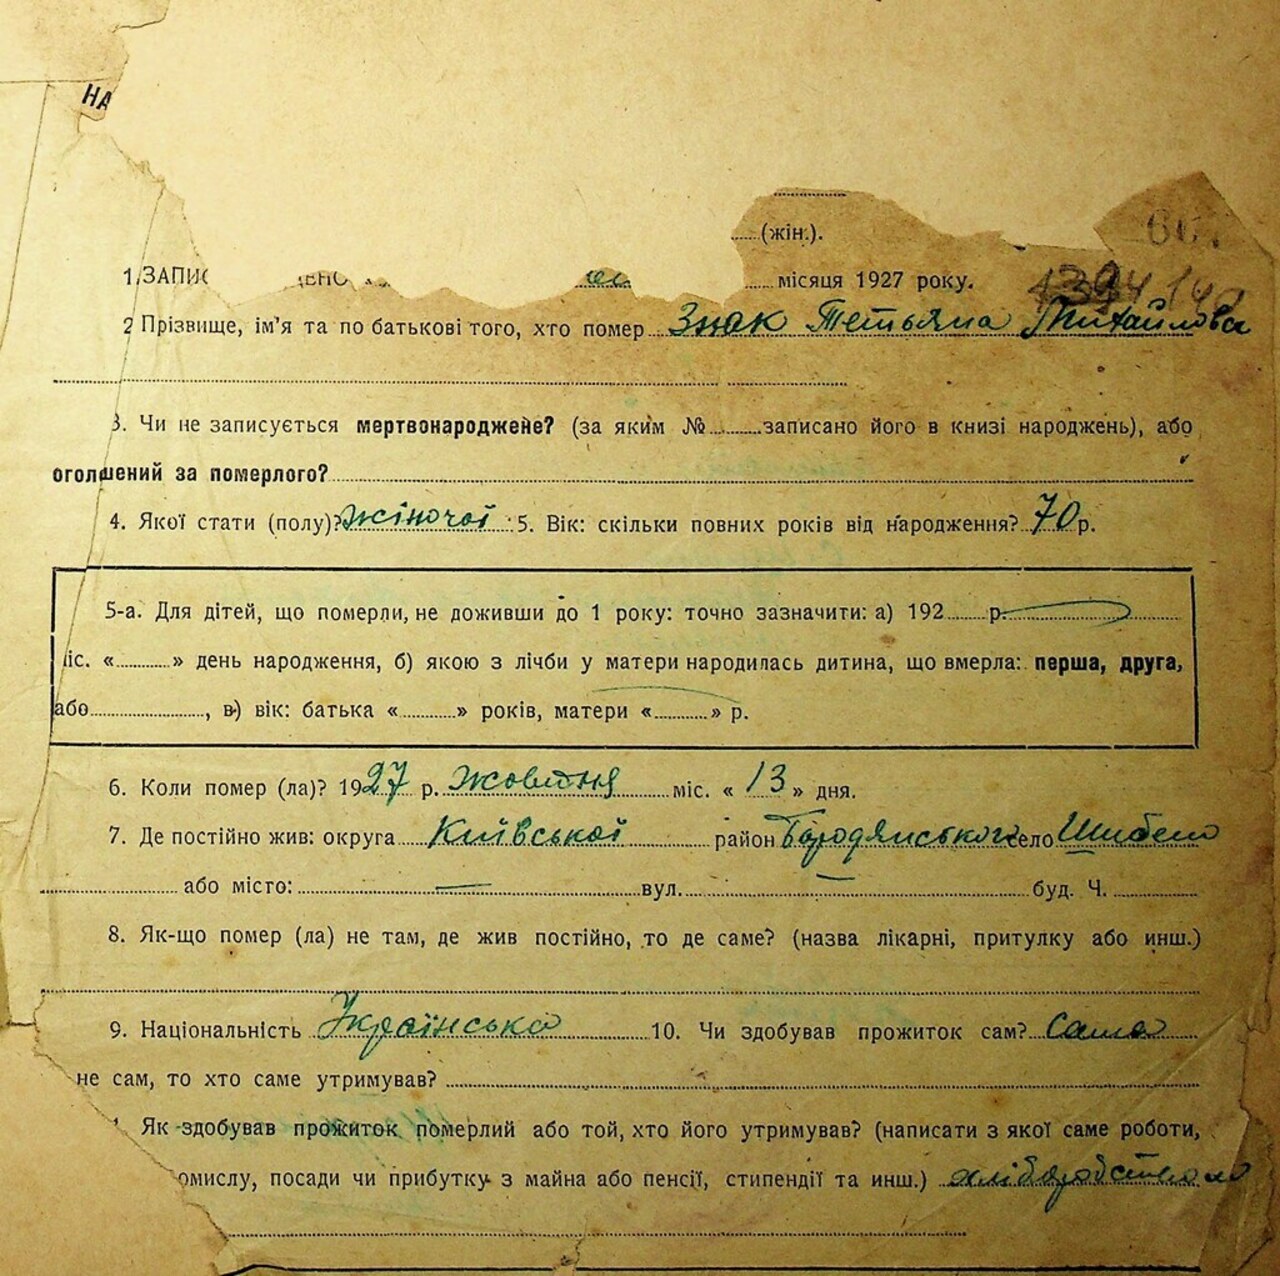 НА
(жін.).
1. ЗАПИС місяця 1927 року.
2 Прізвище, ім'я та по батькові того, хто помер Знак Тетьяна Михайлова
3. Чи не записується мертвонароджене? (за яким № записано його в книзі народжень), або
оголошений за померлого?
4. Якої стати (полу)? жіночої 5. Вік: скільки повних років від народження? 70 р.
5-а. Для дітей, що померли, не доживши до 1 року: точно зазначити: а) 192 р.
міс. « » день народження, б) якою з лічби у матери народилась дитина, що вмерла: перша, друга,
або , в) вік: батька « » років, матери « » р.
6. Коли помер (ла)? 1927 р. жовтня міс. « 13 » дня.
7. Де постійно жив: округа Київської район Бородянського село Шибено
або місто: — вул. буд. Ч.
8. Як-що помер (ла) не там, де жив постійно, то де саме? (назва лікарні, притулку або инш.)
9. Національність Українська 10. Чи здобував прожиток сам? Сама
не сам, то хто саме утримував?
Як здобував прожиток померлий або той, хто його утримував? (написати з якої саме роботи,
омислу, посади чи прибутку з майна або пенсії, стипендії та инш.) хліборобством